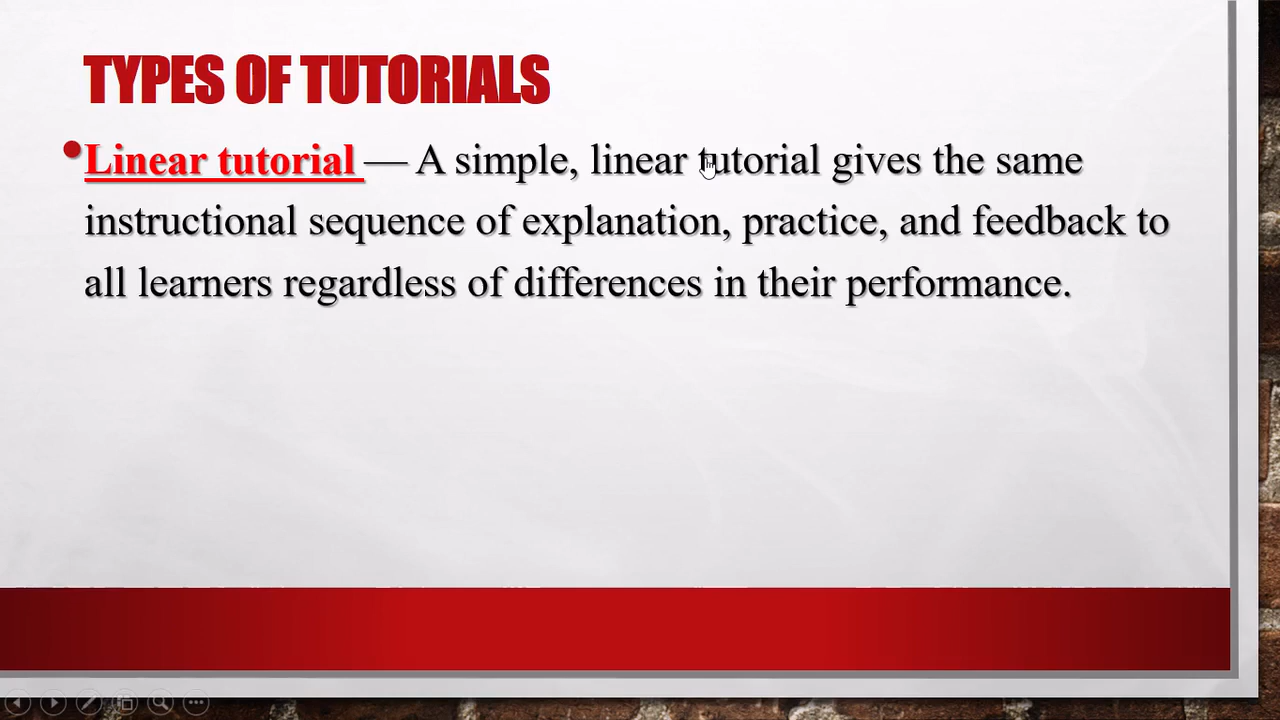 TYPES OF TUTORIALS
•Linear tutorial — A simple, linear tutorial gives the same
instructional sequence of explanation, practice, and feedback to
all learners regardless of differences in their performance.